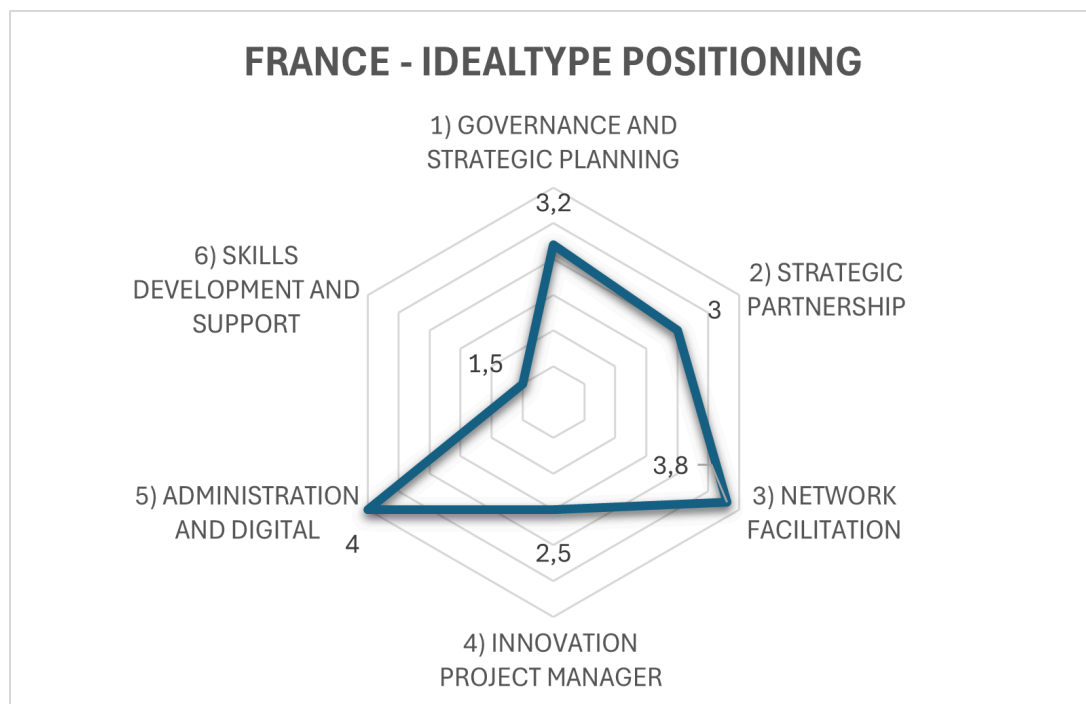 FRANCE - IDEALTYPE POSITIONING
1) GOVERNANCE AND
STRATEGIC PLANNING
3,2
2) STRATEGIC
PARTNERSHIP
3
3,8
3) NETWORK
FACILITATION
2,5
4) INNOVATION
PROJECT MANAGER
5) ADMINISTRATION
AND DIGITAL
4
6) SKILLS
DEVELOPMENT AND
SUPPORT
1,5